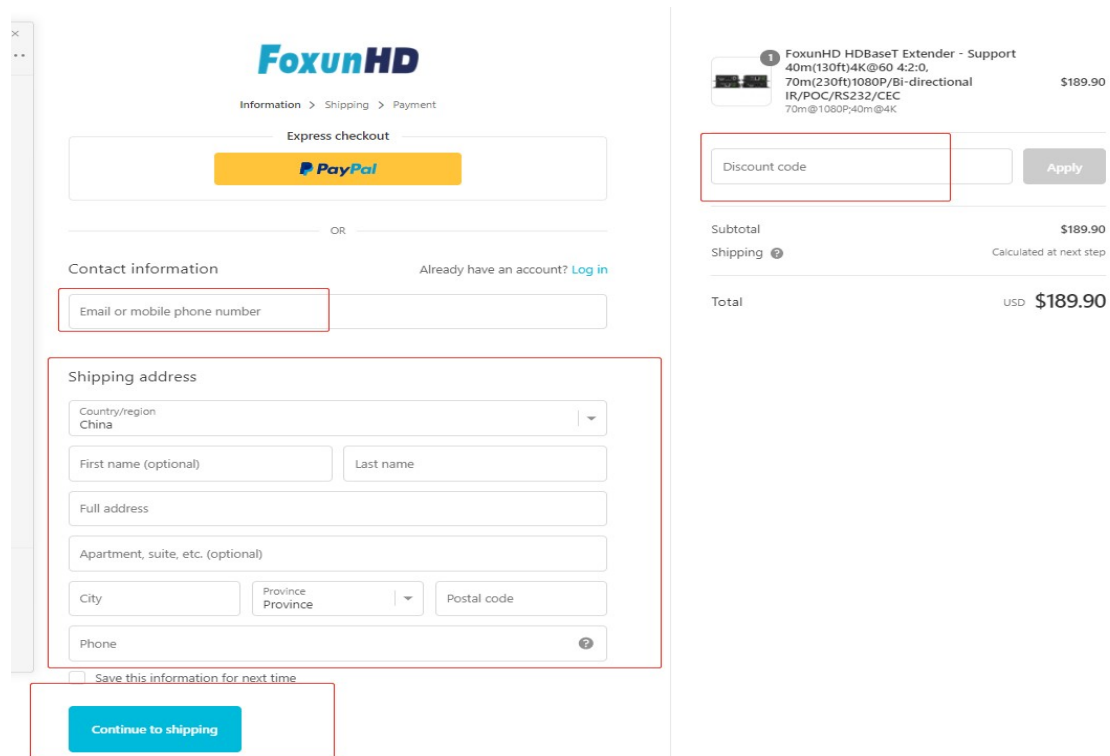 FoxunHD
Information > Shipping > Payment
Express checkout
PayPal
OR
Contact information
Already have an account? Log in
Email or mobile phone number
Shipping address
Country/region
China
First name (optional)
Last name
Full address
Apartment, suite, etc. (optional)
City
Province
Province
Postal code
Phone
?
Save this information for next time
Continue to shipping
1
FoxunHD HDBaseT Extender - Support
40m(130ft)4K@60 4:2:0,
70m(230ft)1080P/Bi-directional
IR/POC/RS232/CEC
70m@1080P;40m@4K
$189.90
Discount code
Apply
Subtotal
$189.90
Shipping ?
Calculated at next step
Total
USD $189.90